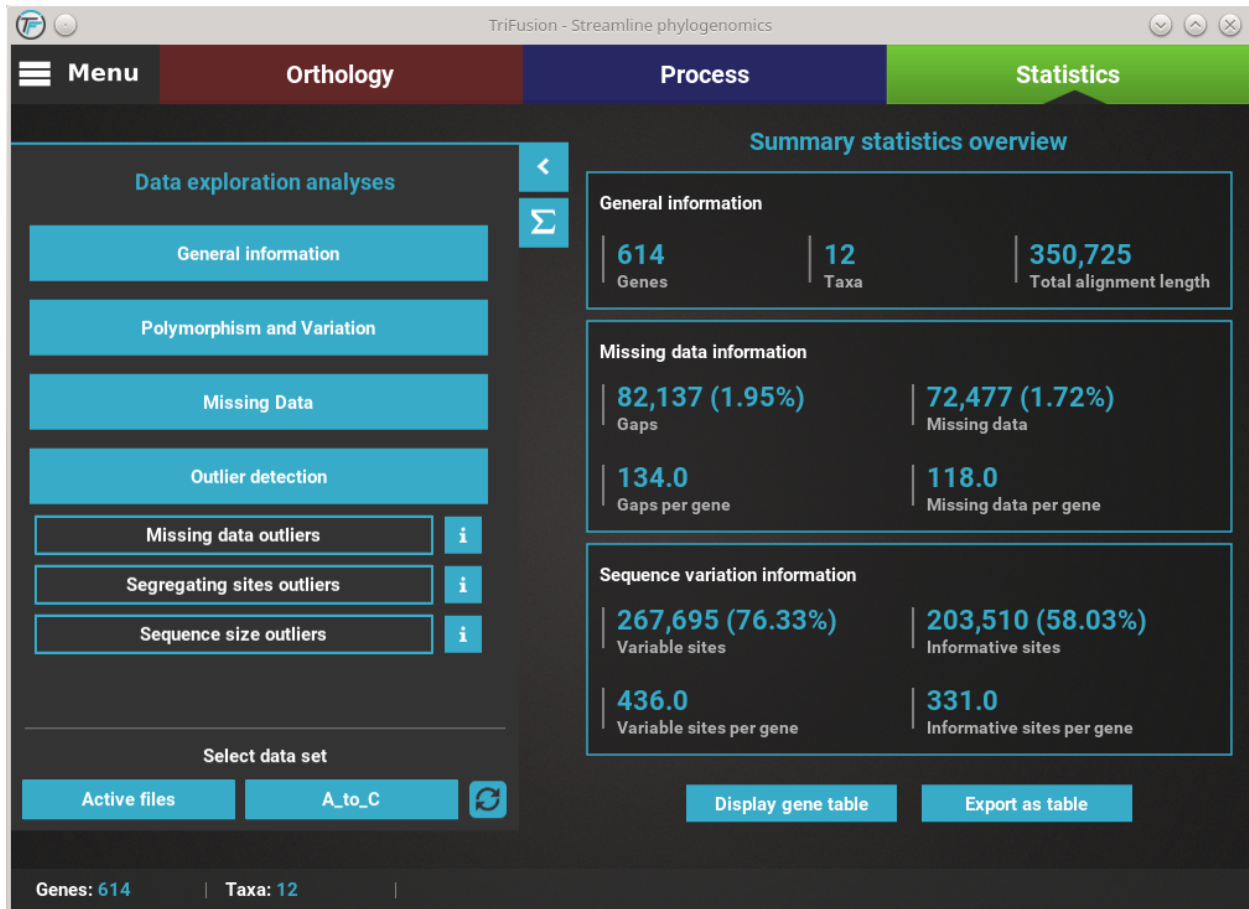 TF
TriFusion - Streamline phylogenomics
Menu
Orthology
Process
Statistics
Data exploration analyses
General information
Polymorphism and Variation
Missing Data
Outlier detection
Missing data outliers
i
Segregating sites outliers
i
Sequence size outliers
i
Select data set
Active files
A_to_C
<
Σ
Summary statistics overview
General information
614
Genes
12
Taxa
350,725
Total alignment length
Missing data information
82,137 (1.95%)
Gaps
72,477 (1.72%)
Missing data
134.0
Gaps per gene
118.0
Missing data per gene
Sequence variation information
267,695 (76.33%)
Variable sites
203,510 (58.03%)
Informative sites
436.0
Variable sites per gene
331.0
Informative sites per gene
Display gene table
Export as table
Genes: 614 | Taxa: 12 |